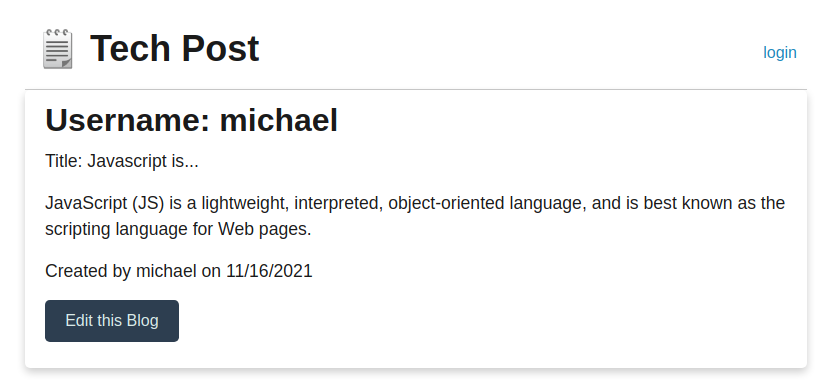 Tech Post
login
Username: michael
Title: Javascript is...
JavaScript (JS) is a lightweight, interpreted, object-oriented language, and is best known as the
scripting language for Web pages.
Created by michael on 11/16/2021
Edit this Blog